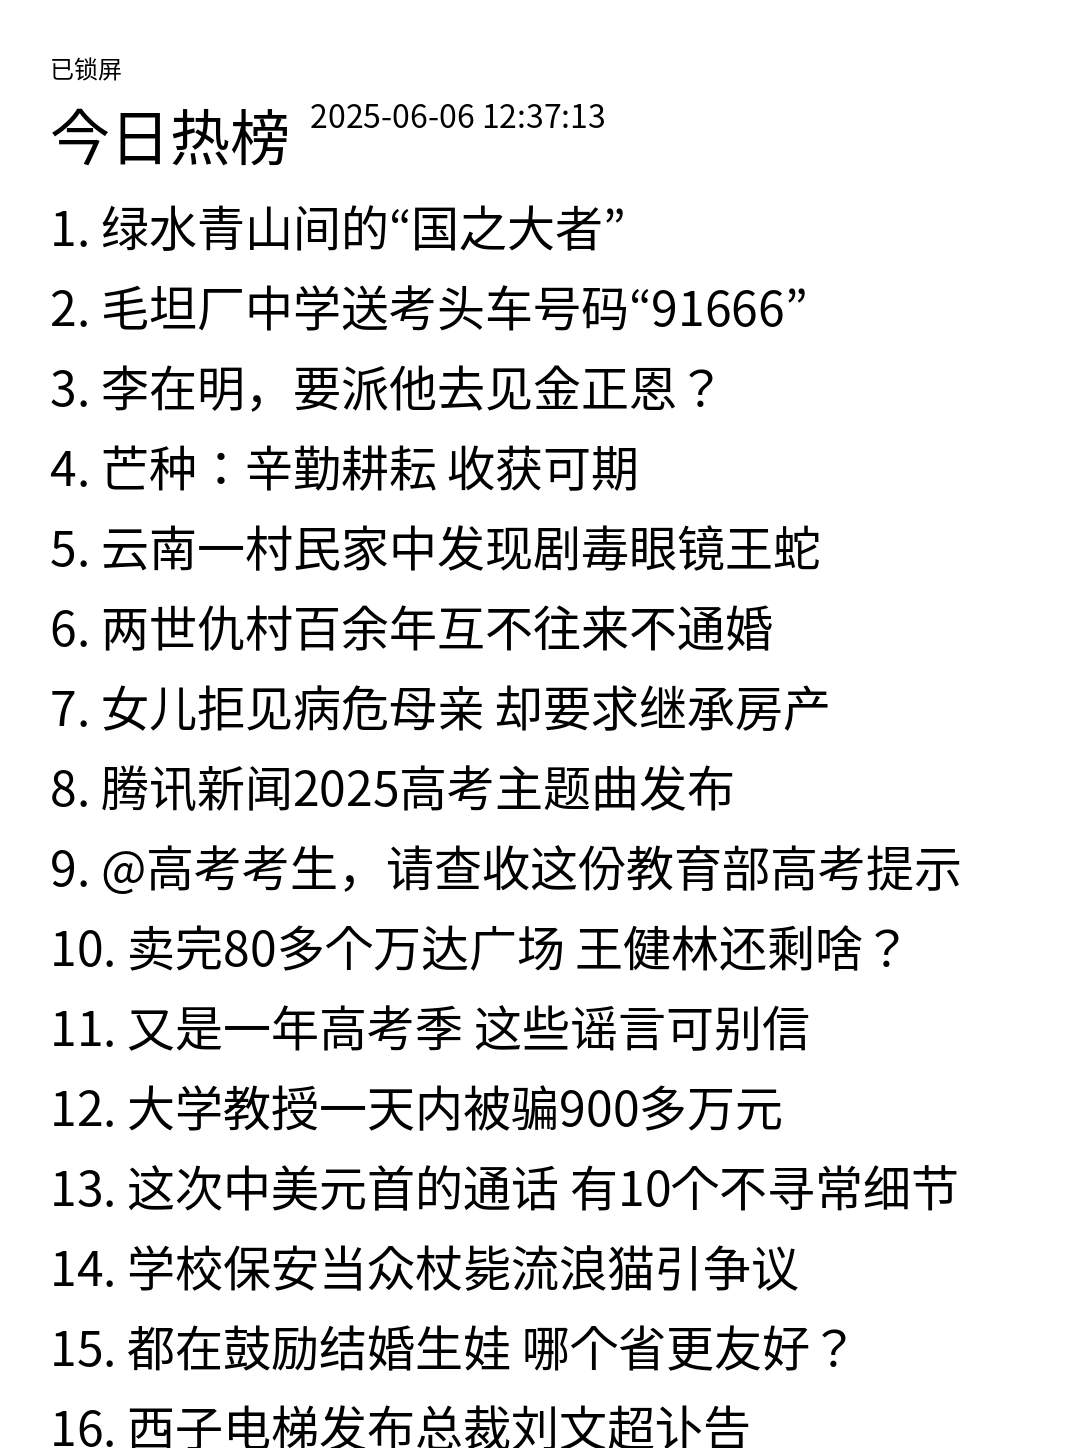 已锁屏
今日热榜 2025-06-06 12:37:13
1. 绿水青山间的“国之大者”
2. 毛坦厂中学送考头车号码“91666”
3. 李在明，要派他去见金正恩？
4. 芒种：辛勤耕耘 收获可期
5. 云南一村民家中发现剧毒眼镜王蛇
6. 两世仇村百余年互不往来不通婚
7. 女儿拒见病危母亲 却要求继承房产
8. 腾讯新闻2025高考主题曲发布
9. @高考考生，请查收这份教育部高考提示
10. 卖完80多个万达广场 王健林还剩啥？
11. 又是一年高考季 这些谣言可别信
12. 大学教授一天内被骗900多万元
13. 这次中美元首的通话 有10个不寻常细节
14. 学校保安当众杖毙流浪猫引争议
15. 都在鼓励结婚生娃 哪个省更友好？
16. 西子电梯发布总裁刘文超讣告